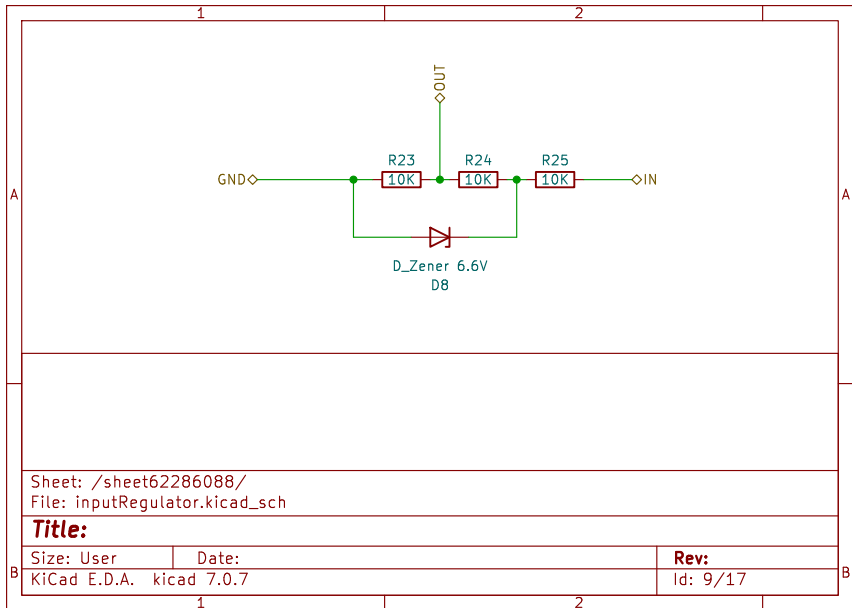 1 2
OUT
R23 R24 R25
GND 10K 10K 10K IN
A A
D_Zener 6.6V
D8
Sheet: /sheet62286088/
File: inputRegulator.kicad_sch
Title:
Size: User Date: Rev:
B B
KiCad E.D.A. kicad 7.0.7 Id: 9/17
1 2